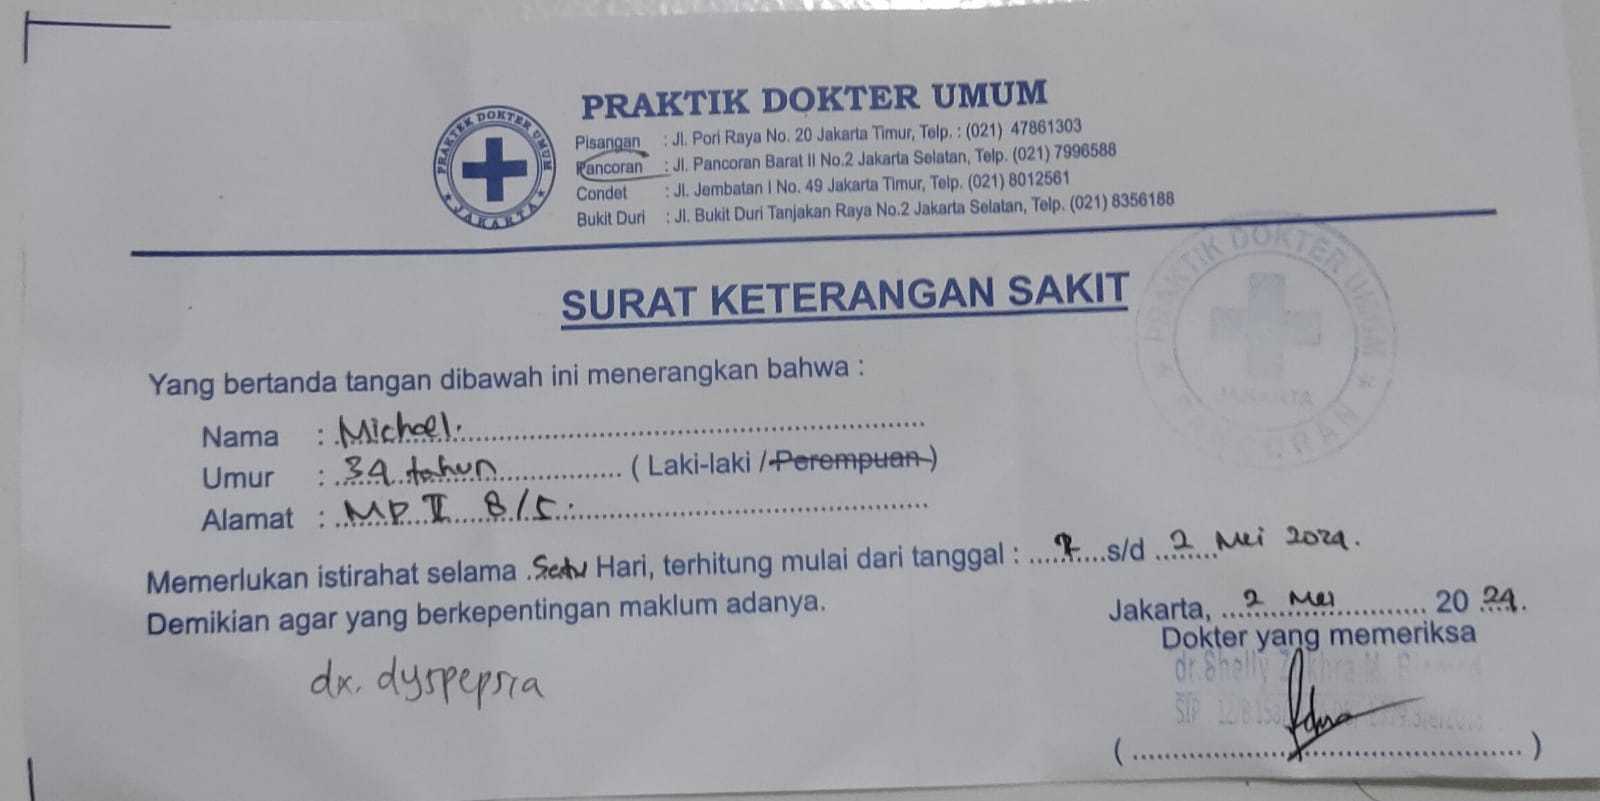 PRAKTIK DOKTER UMUM
PRAKTEK DOKTER UMUM
JAKARTA
Pisangan : Jl. Pori Raya No. 20 Jakarta Timur, Telp. : (021) 47861303
Pancoran : Jl. Pancoran Barat II No.2 Jakarta Selatan, Telp. (021) 7996588
Condet : Jl. Jembatan I No. 49 Jakarta Timur, Telp. (021) 8012561
Bukit Duri : Jl. Bukit Duri Tanjakan Raya No.2 Jakarta Selatan, Telp. (021) 8356188
PRAKTIK DOKTER UMUM
JAKARTA
PANCORAN
SURAT KETERANGAN SAKIT
Yang bertanda tangan dibawah ini menerangkan bahwa :
Nama : Michael.
Umur : 34 tahun ( Laki-laki / Perempuan )
Alamat : MP II 8/5.
Memerlukan istirahat selama Satu Hari, terhitung mulai dari tanggal : 2 s/d 2 Mei 2024.
Demikian agar yang berkepentingan maklum adanya.
Jakarta, 2 Mei 20 24.
Dokter yang memeriksa
dr. Shelly
SIP
dx. dyspepsia